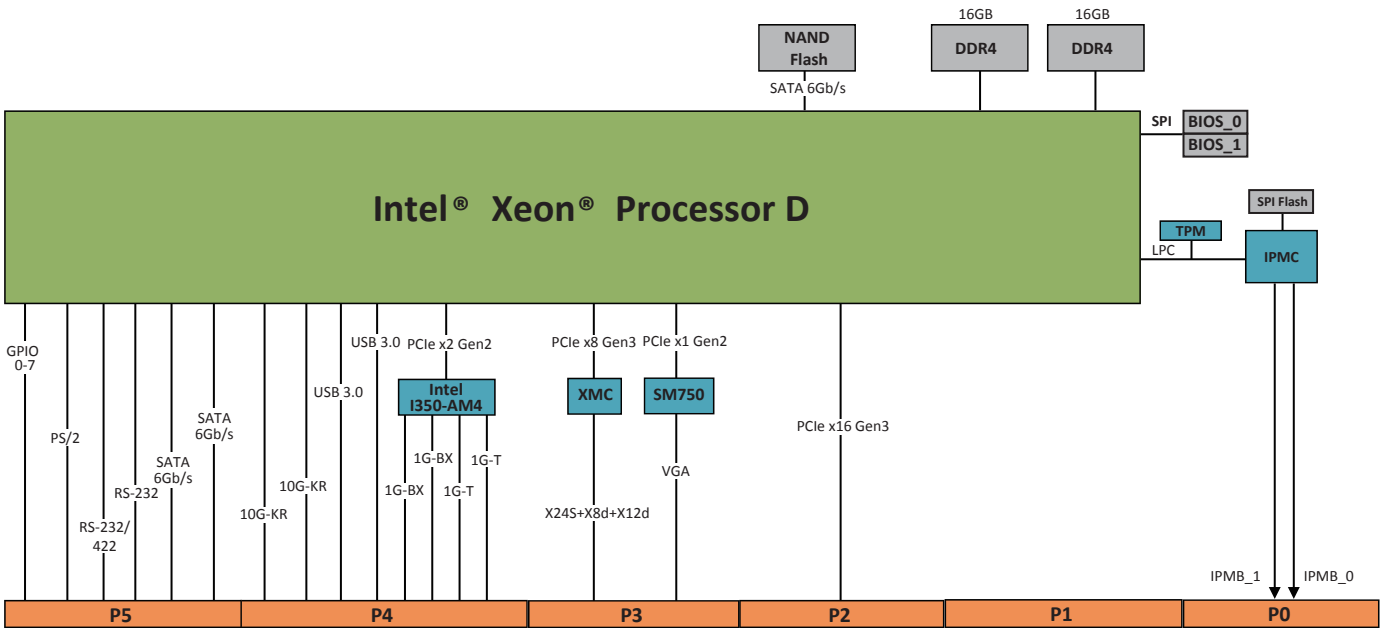 16GB
16GB
NAND
Flash
DDR4
DDR4
SATA 6Gb/s
SPI
BIOS_0
BIOS_1
Intel® Xeon® Processor D
SPI Flash
TPM
LPC
IPMC
GPIO
0-7
USB 3.0
PCIe x2 Gen2
PCIe x8 Gen3
PCIe x1 Gen2
USB 3.0
Intel
I350-AM4
XMC
SM750
PS/2
SATA
6Gb/s
PCIe x16 Gen3
SATA
6Gb/s
1G-BX
1G-T
VGA
RS-232
10G-KR
1G-BX
1G-T
RS-232/
422
10G-KR
X24S+X8d+X12d
IPMB_1
IPMB_0
P5
P4
P3
P2
P1
P0